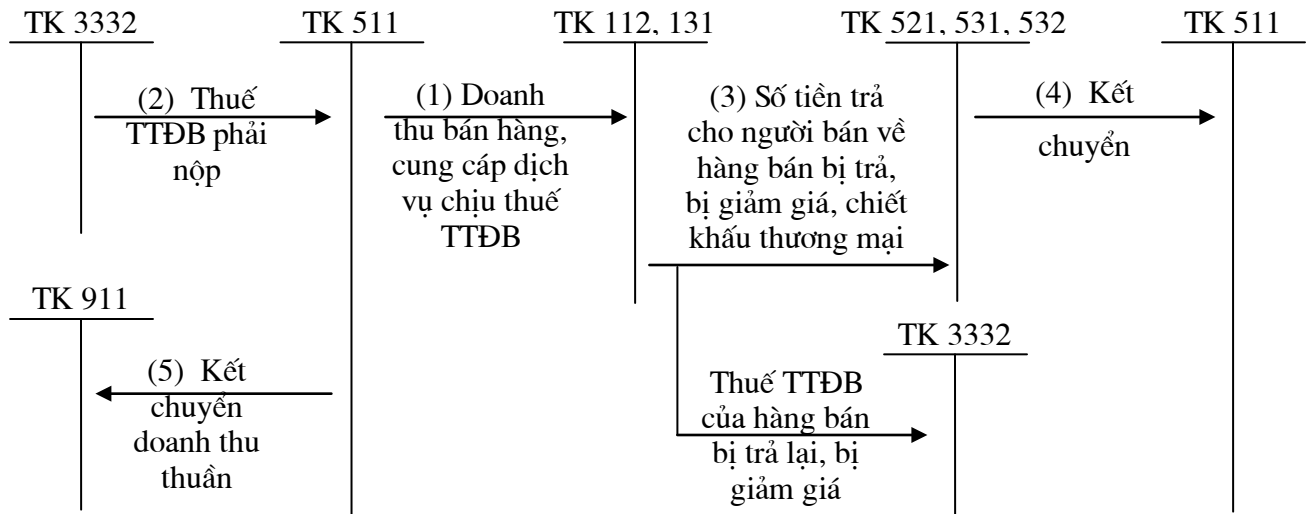 TK 3332
TK 511
TK 112, 131
TK 521, 531, 532
TK 511
(2) Thuế
TTĐB phải
nộp
(1) Doanh
thu bán hàng,
cung cáp dịch
vụ chịu thuế
TTĐB
(3) Số tiền trả
cho người bán về
hàng bán bị trả,
bị giảm giá, chiết
khấu thương mại
(4) Kết
chuyển
TK 911
(5) Kết
chuyển
doanh thu
thuần
TK 3332
Thuế TTĐB
của hàng bán
bị trả lại, bị
giảm giá